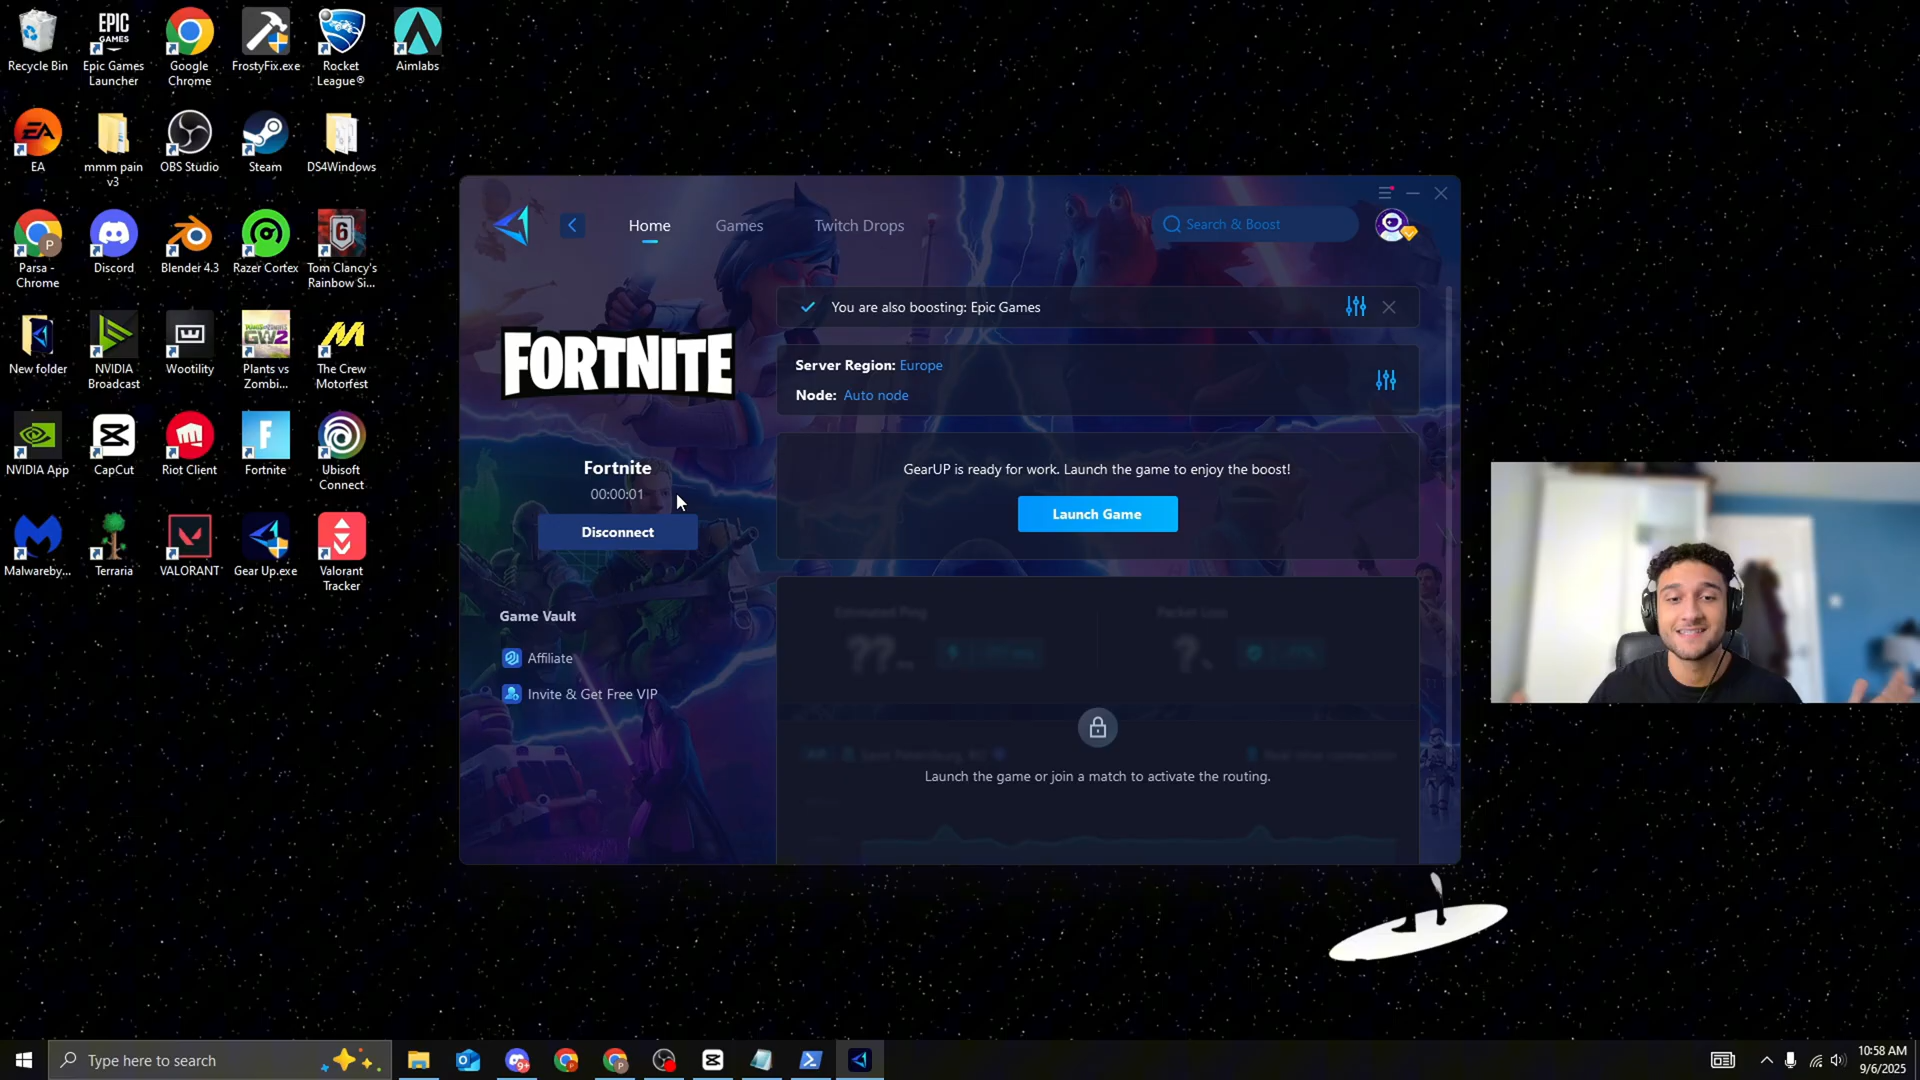 Recycle Bin
EPIC GAMES
Epic Games Launcher
Google Chrome
FrostyFix.exe
Rocket League®
Aimlabs
EA
EA
mmm pain v3
OBS Studio
Steam
DS4Windows
Parsa - Chrome
Discord
Blender 4.3
Razer Cortex
Tom Clancy's Rainbow Si...
New folder
NVIDIA Broadcast
Wootility
Plants vs Zombi...
The Crew Motorfest
NVIDIA App
CapCut
Riot Client
Fortnite
Ubisoft Connect
Malwareby...
Terraria
VALORANT
Gear Up.exe
Valorant Tracker
Home
Games
Twitch Drops
Search & Boost
FORTNITE
You are also boosting: Epic Games
Server Region: Europe
Node: Auto node
Fortnite
00:00:01
Disconnect
GearUP is ready for work. Launch the game to enjoy the boost!
Launch Game
Game Vault
Affiliate
Invite & Get Free VIP
Estimated Ping
Packet Loss
Launch the game or join a match to activate the routing.
Type here to search
10:58 AM
9/6/2025